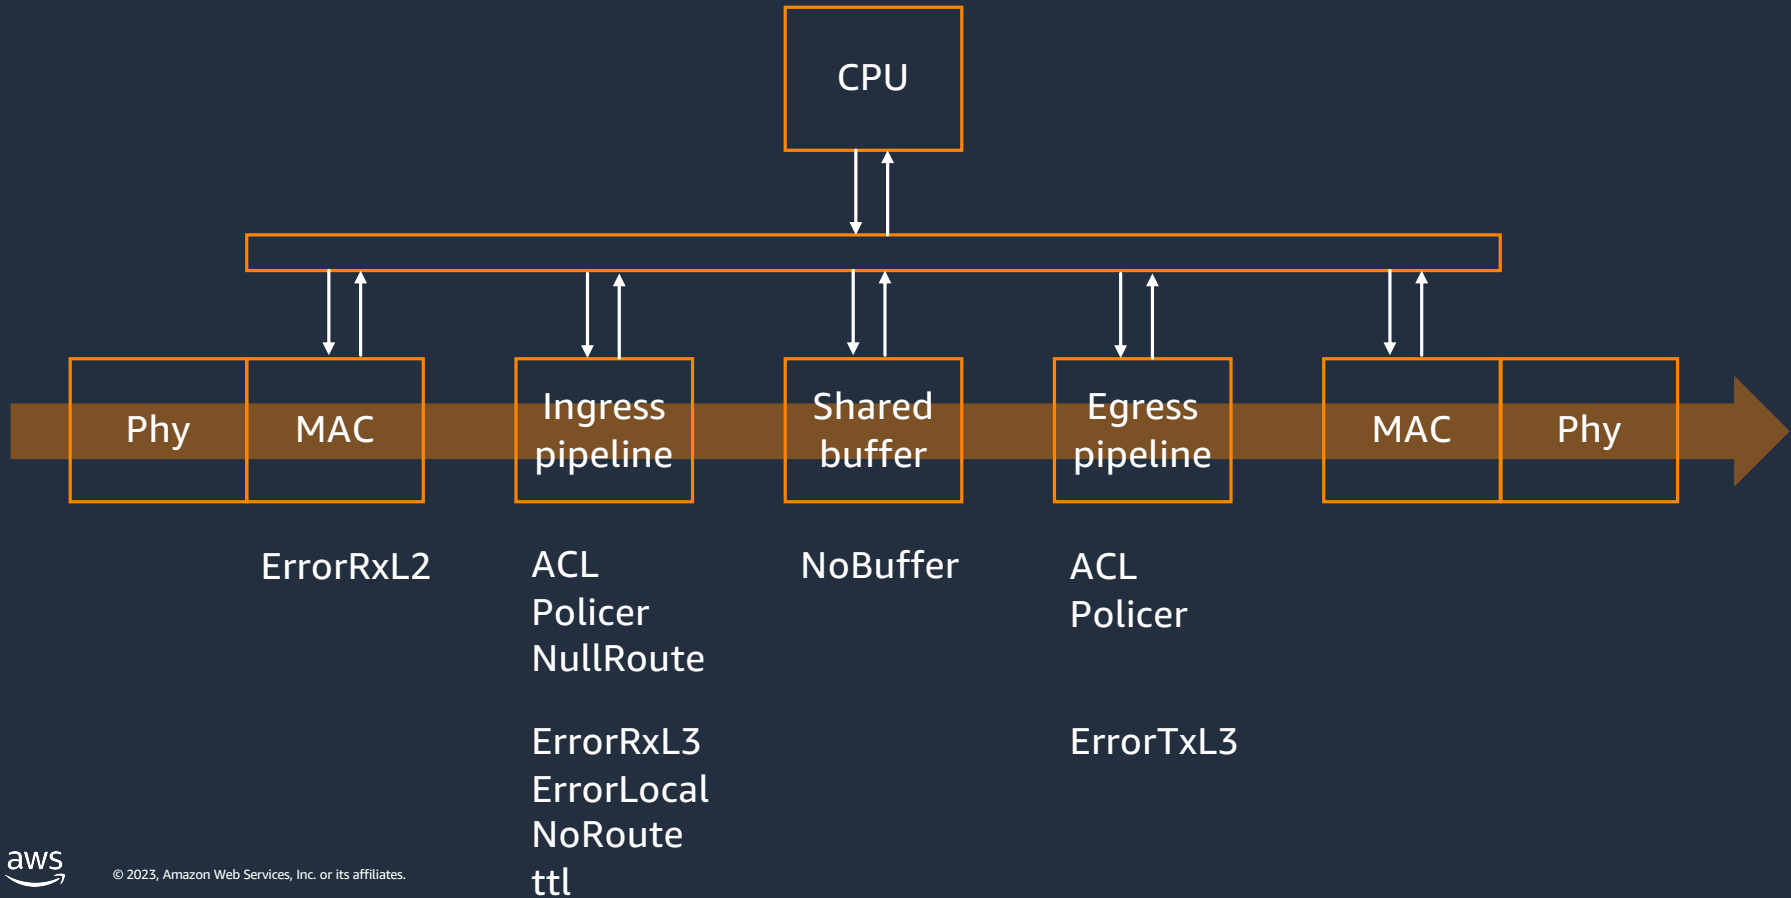 CPU
Phy
MAC
Ingress
pipeline
Shared
buffer
Egress
pipeline
MAC
Phy
ErrorRxL2
ACL
Policer
NullRoute
ErrorRxL3
ErrorLocal
NoRoute
ttl
NoBuffer
ACL
Policer
ErrorTxL3
aws
© 2023, Amazon Web Services, Inc. or its affiliates.